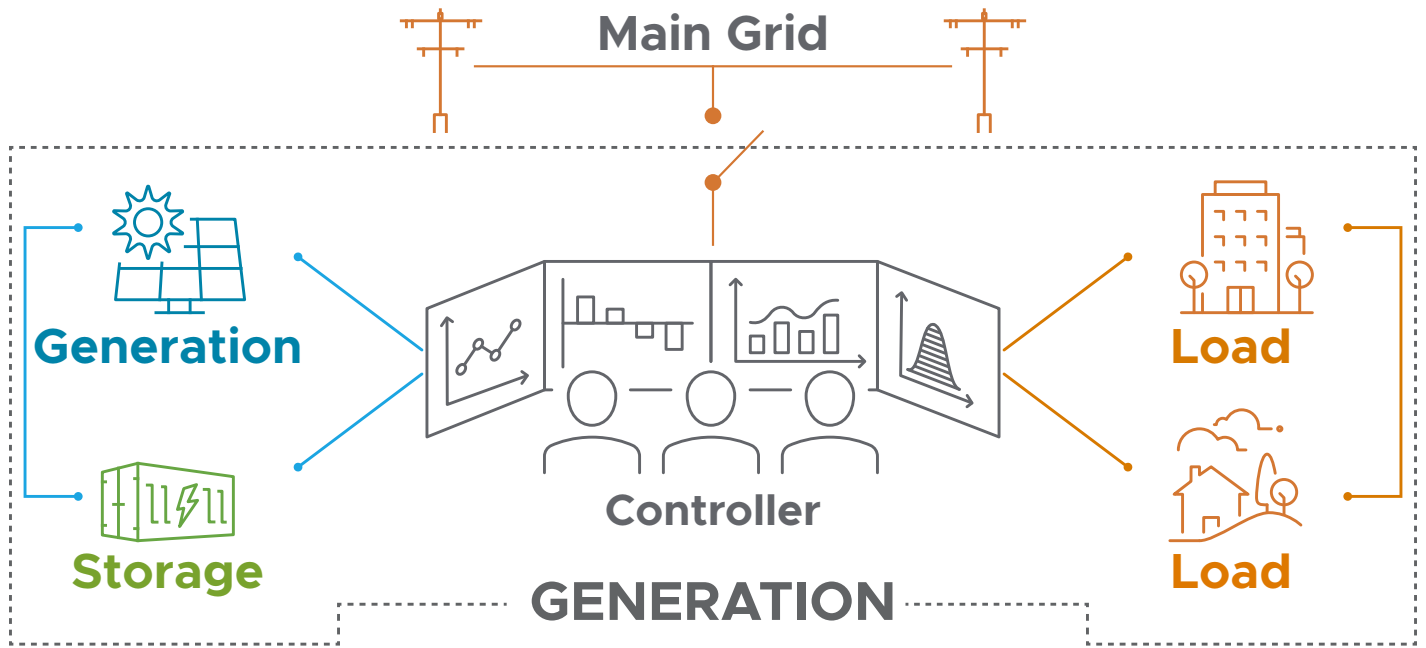 Main Grid
Generation
Load
Controller
Storage
Load
GENERATION